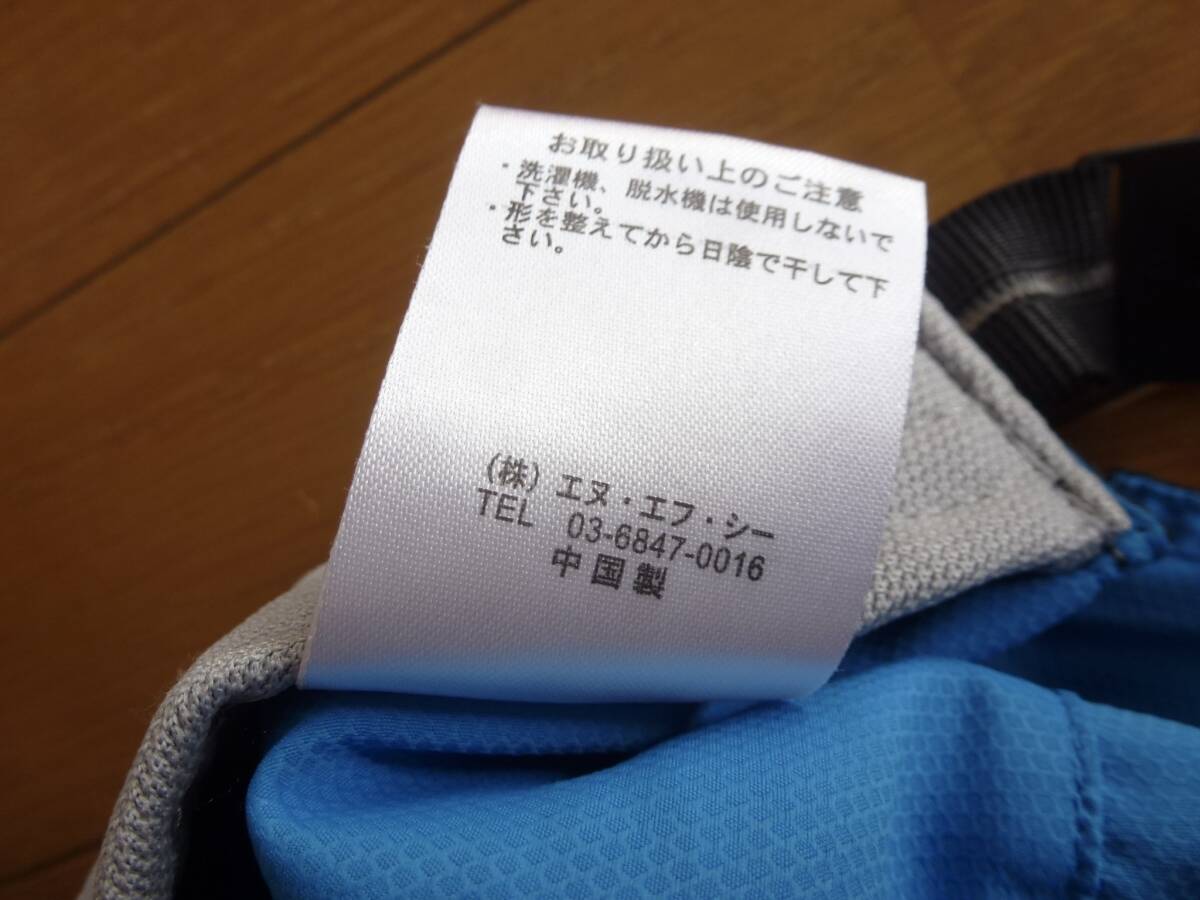 お取り扱い上のご注意
・洗濯機、脱水機は使用しないで
下さい。
・形を整えてから日陰で干して下
さい。
(株)エヌ・エフ・シー
TEL 03-6847-0016
中国製